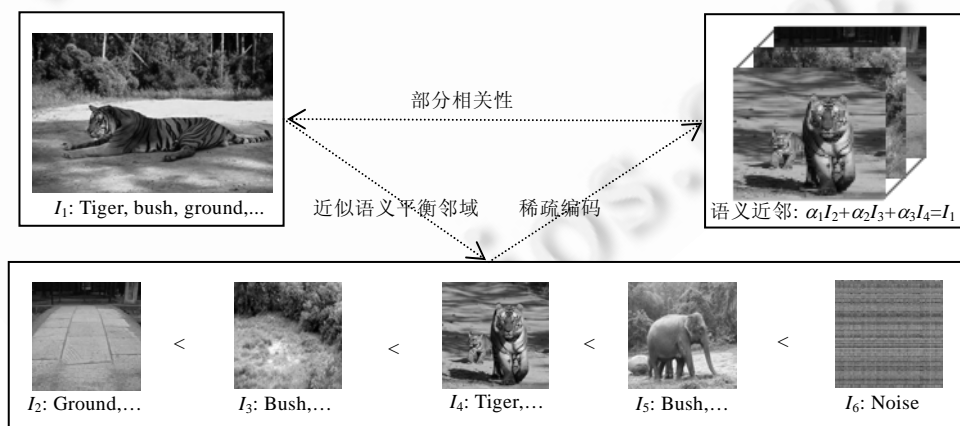 部分相关性
I₁: Tiger, bush, ground,...
近似语义平衡邻域
稀疏编码
语义近邻: α₁I₂+α₂I₃+α₃I₄=I₁
< < < <
I₂: Ground,… I₃: Bush,… I₄: Tiger,… I₅: Bush,… I₆: Noise